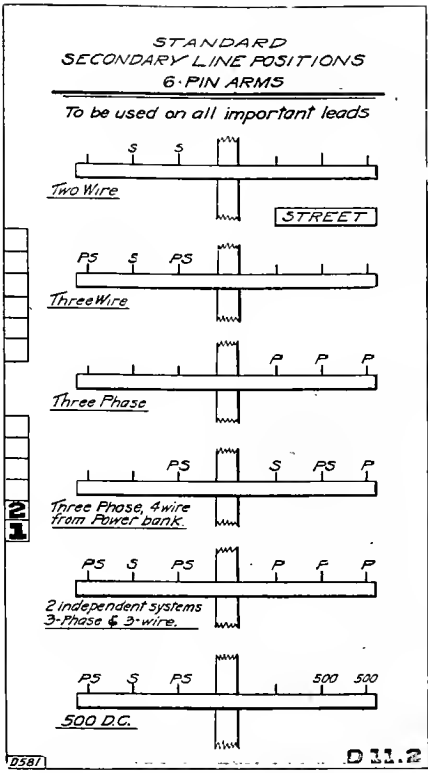 STANDARD
SECONDARY LINE POSITIONS
6-PIN ARMS
To be used on all important leads
S S
Two Wire
STREET
PS S PS
Three Wire
P P P
Three Phase
PS S PS P
Three Phase, 4 wire
from Power bank.
2
1
PS S PS P P P
2 independent systems
3-Phase & 3-wire.
PS S PS 500 500
500 D.C.
D581
D 11.2